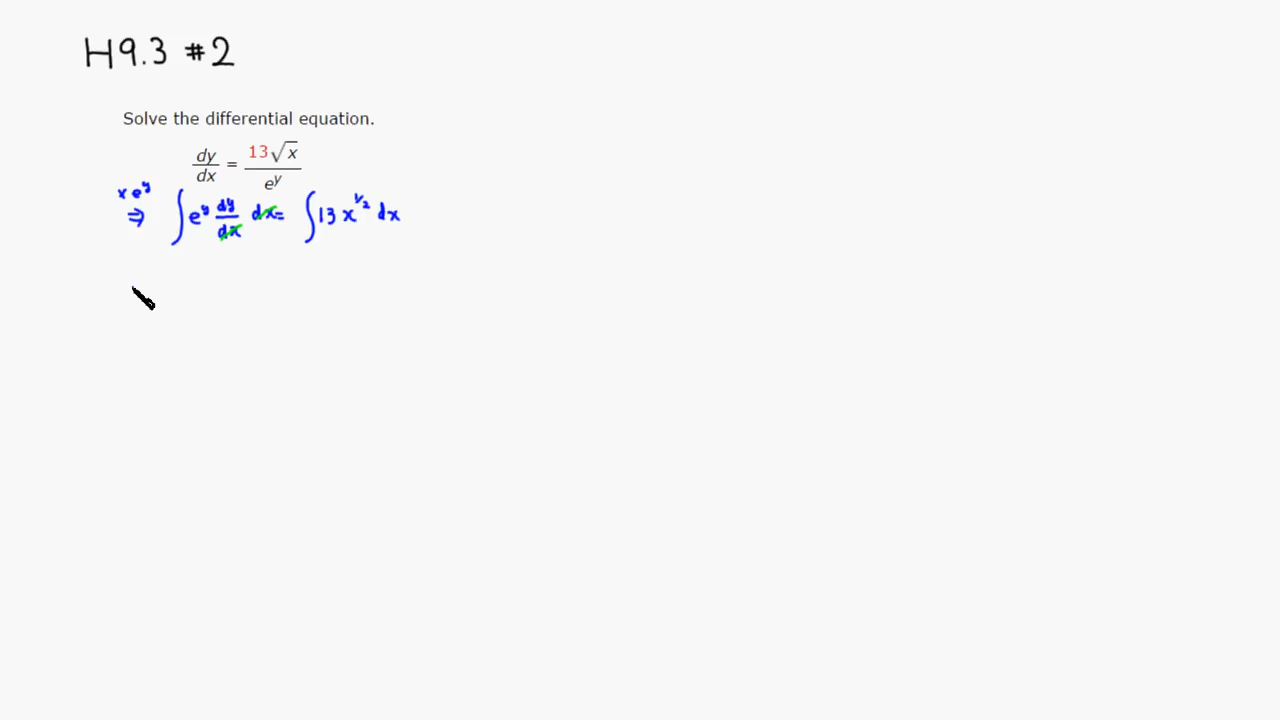 H9.3 #2
Solve the differential equation.
dy/dx = 13√x / e^y
× e^y
⇒ ∫ e^y dy/dx dx = ∫ 13 x^1/2 dx